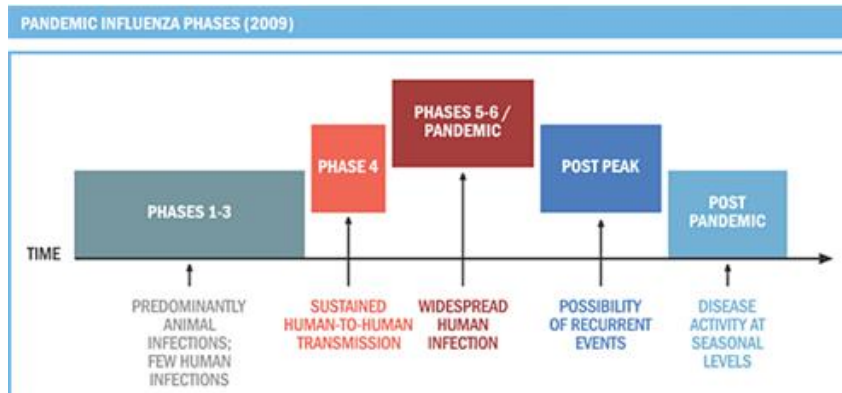 PANDEMIC INFLUENZA PHASES (2009)
PHASES 5-6 /
PANDEMIC
PHASE 4
POST PEAK
PHASES 1-3
POST
PANDEMIC
TIME
PREDOMINANTLY
ANIMAL
INFECTIONS;
FEW HUMAN
INFECTIONS
SUSTAINED
HUMAN-TO-HUMAN
TRANSMISSION
WIDESPREAD
HUMAN
INFECTION
POSSIBILITY
OF RECURRENT
EVENTS
DISEASE
ACTIVITY AT
SEASONAL
LEVELS